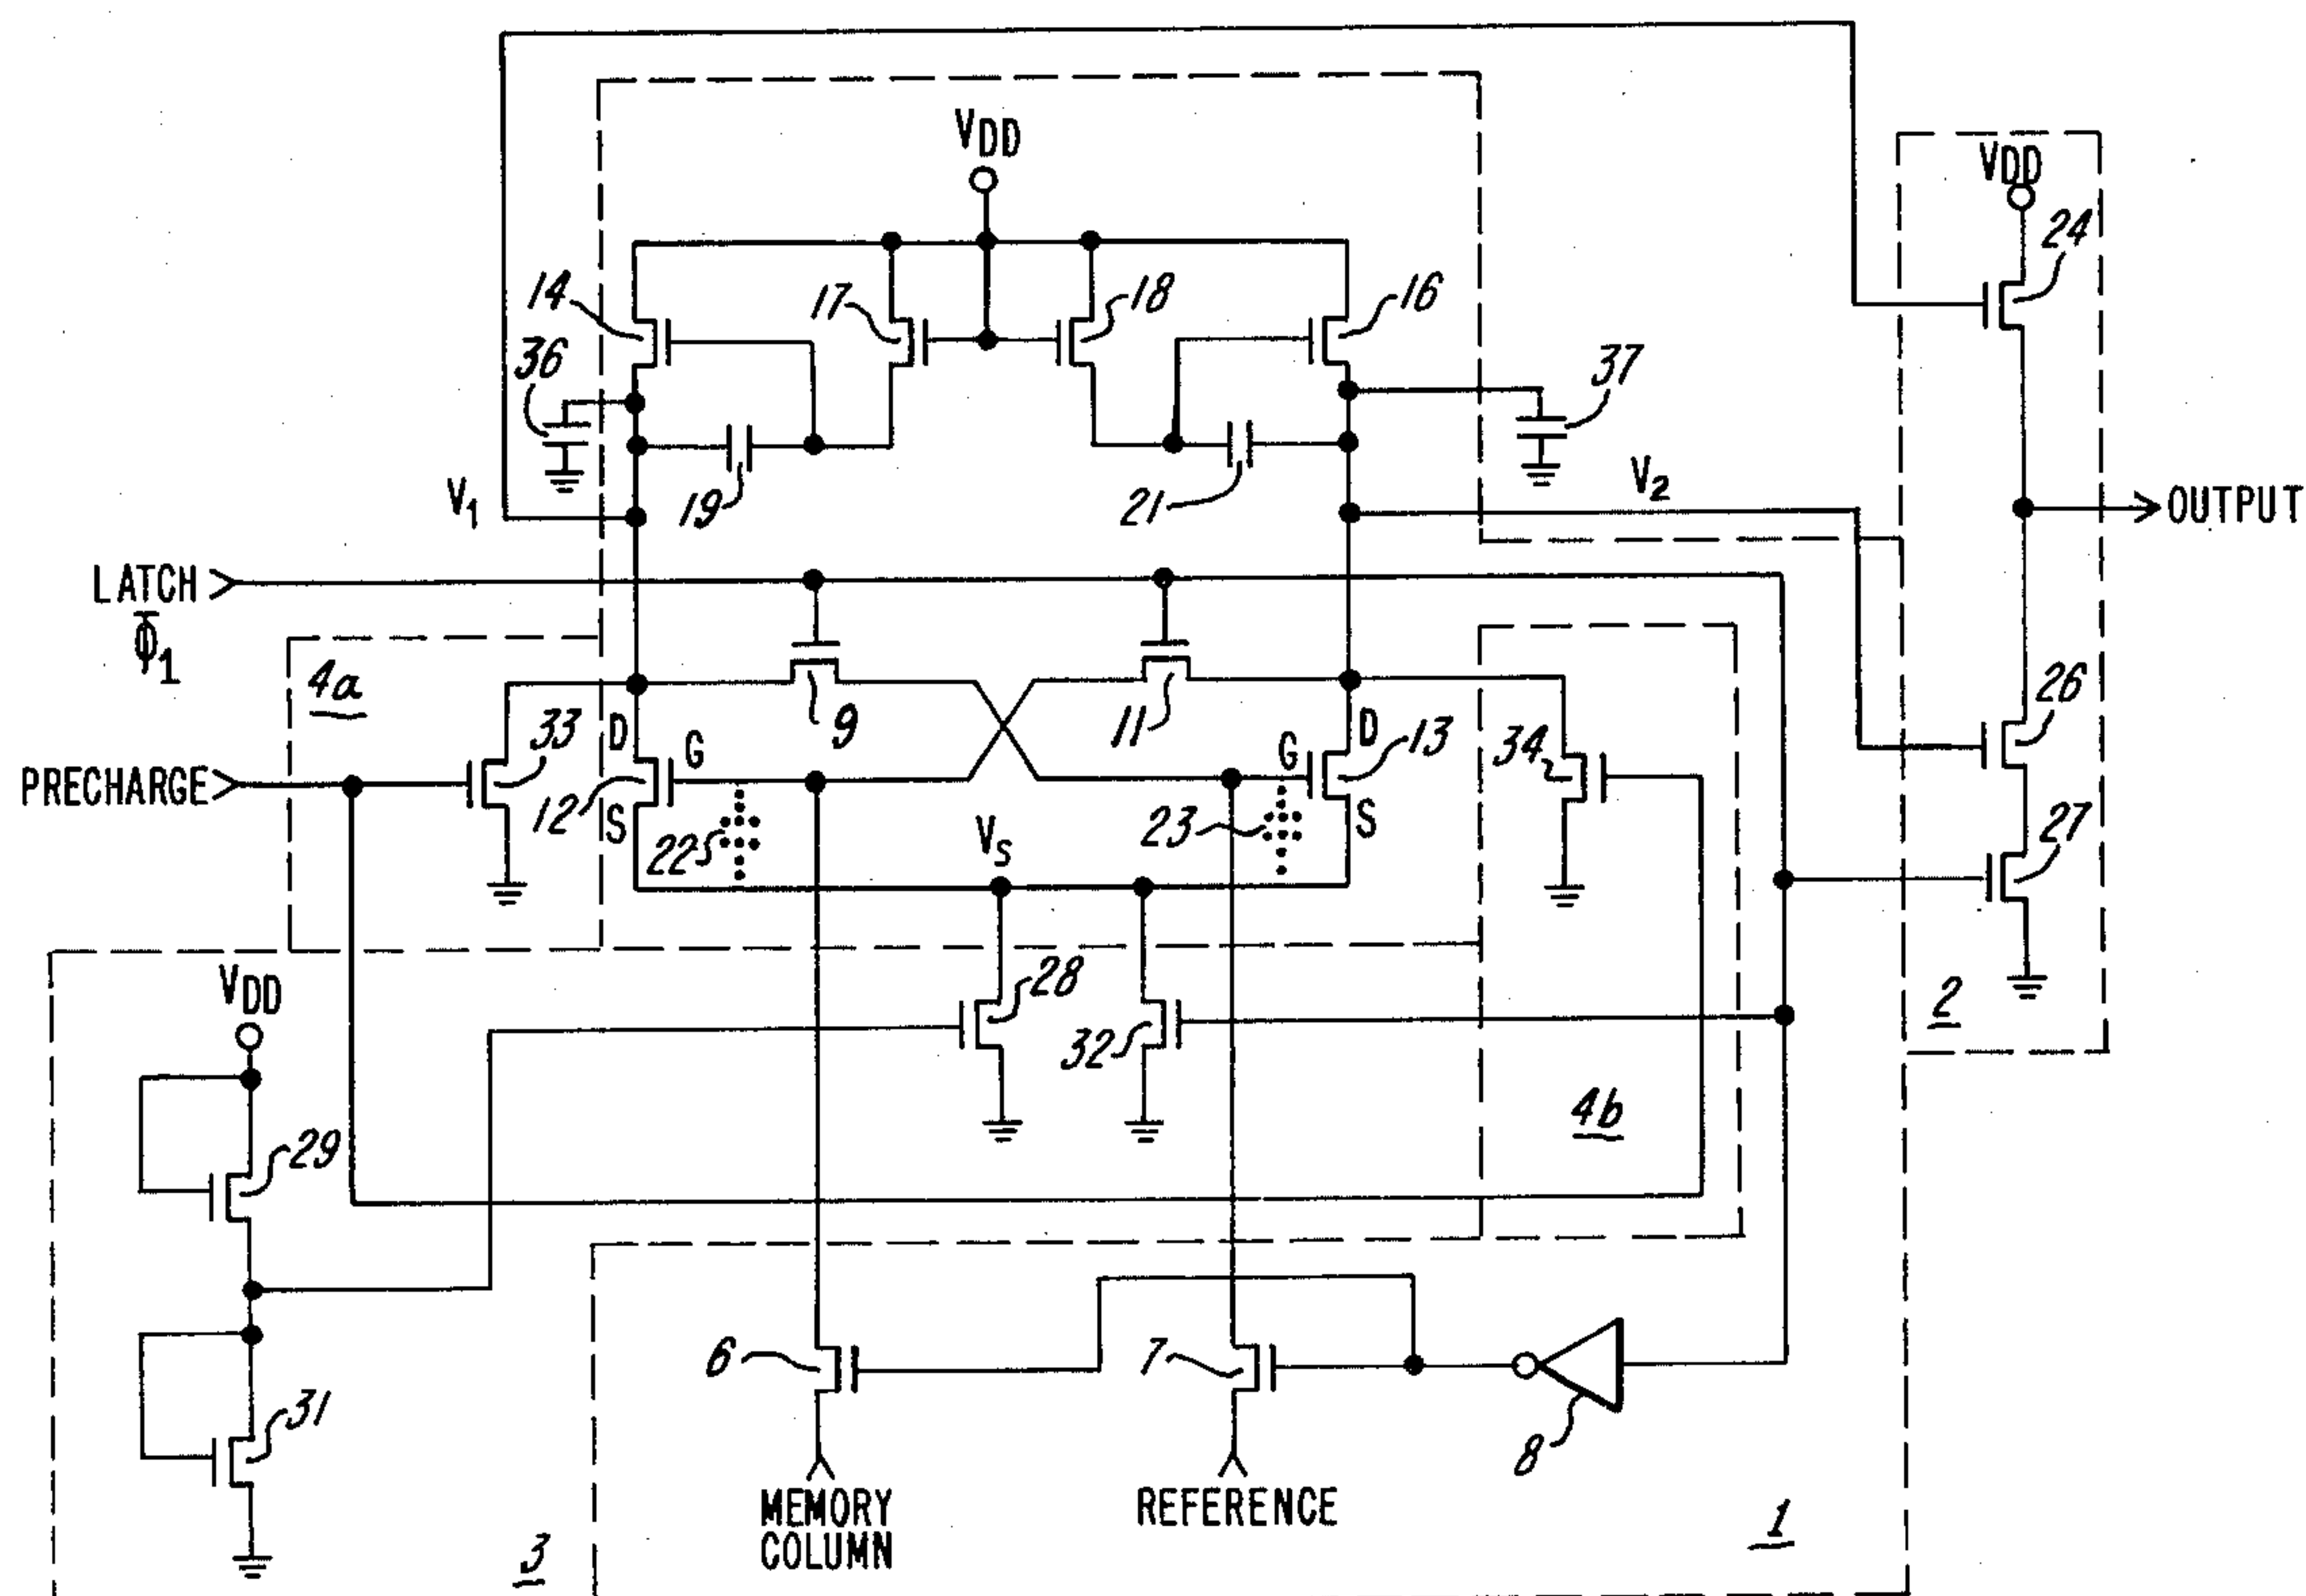 VDD
VDD
24
14
17
18
16
36
37
V1
19
21
V2
OUTPUT
LATCH
Φ̅1
4a
9
11
33
D
G
G
D
13
34
26
PRECHARGE
12
S
22
VS
23
S
27
VDD
28
32
2
4b
29
6
7
31
8
MEMORY
COLUMN
REFERENCE
1
3